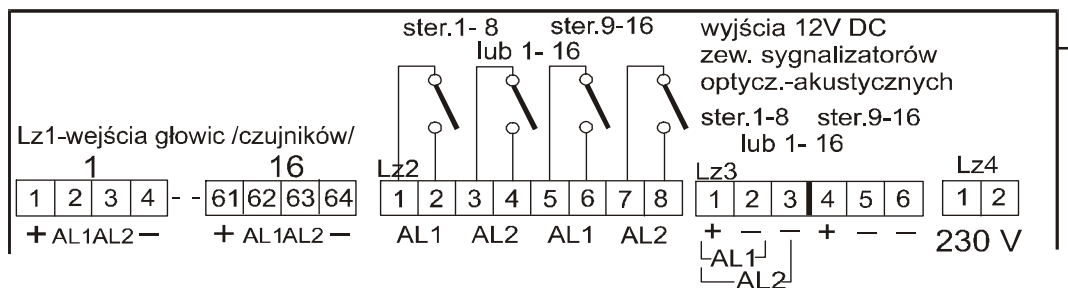 ster.1- 8 ster.9-16
lub 1- 16
wyjścia 12V DC
zew. sygnalizatorów
optycz.-akustycznych
ster.1-8 ster.9-16
lub 1- 16
Lz1-wejścia głowic /czujników/
1 16
1 2 3 4 - - 61 62 63 64
+ AL1 AL2 — + AL1 AL2 —
Lz2
1 2 3 4 5 6 7 8
AL1 AL2 AL1 AL2
Lz3
1 2 3 4 5 6
+ — — + — —
AL1
AL2
Lz4
1 2
230 V